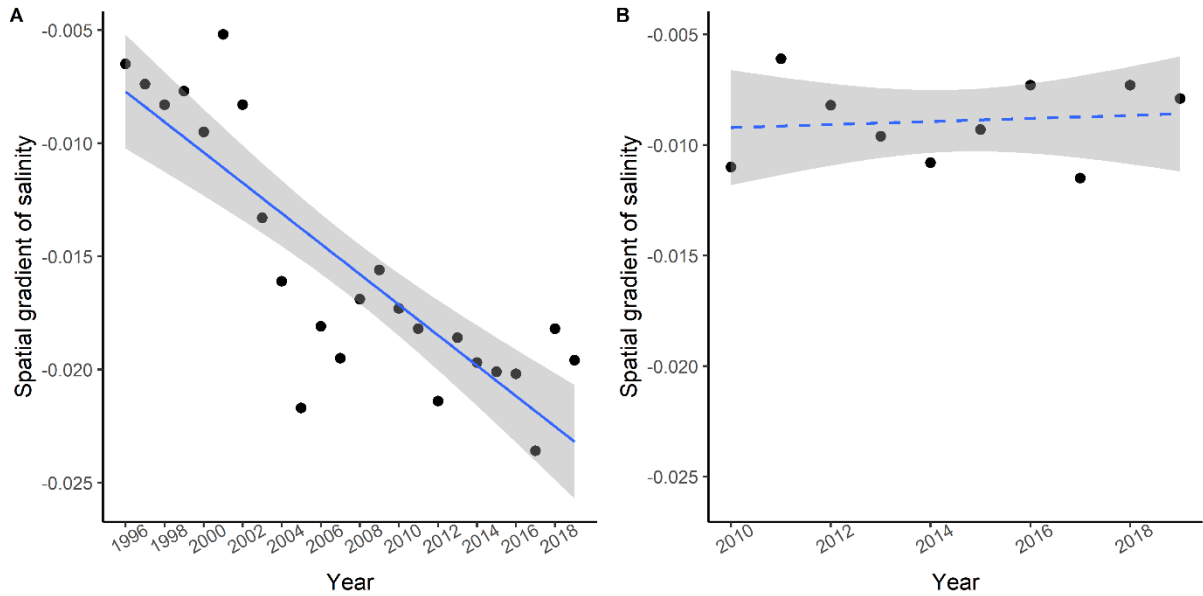 A
Spatial gradient of salinity
-0.005
-0.010
-0.015
-0.020
-0.025
1996 1998 2000 2002 2004 2006 2008 2010 2012 2014 2016 2018
Year
B
Spatial gradient of salinity
-0.005
-0.010
-0.015
-0.020
-0.025
2010 2012 2014 2016 2018
Year